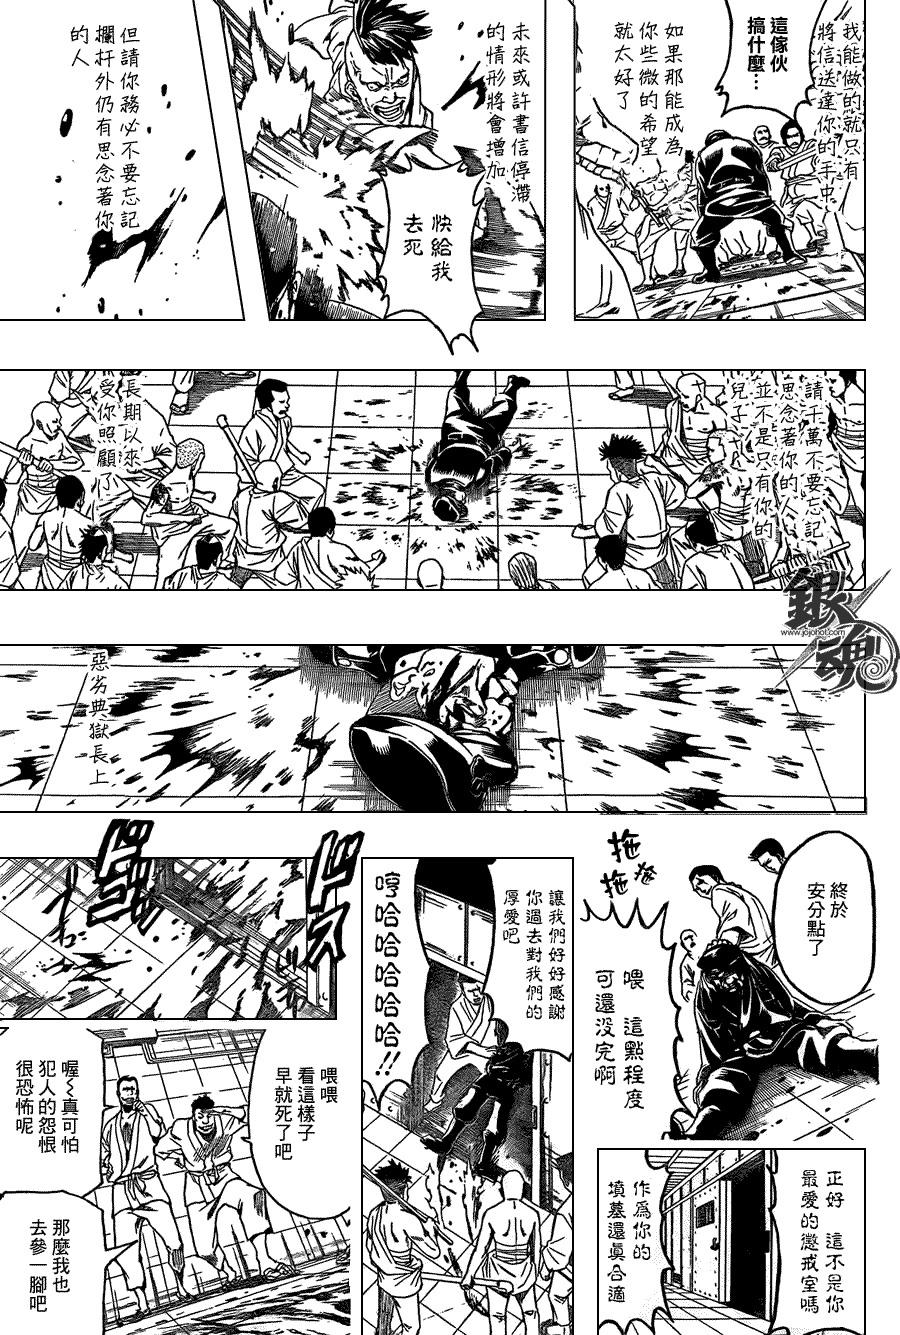 我能做的就只有
將信送達你的手中
這傢伙
搞什麼…
如果那能成為
你些微的希望
就太好了
未來或許書信停滯
的情形將會增加
快給我
去死
但請你務必不要忘記
欄杆外仍有思念著你
的人
請千萬不要忘記
思念著你的人
並不是只有你的
兒子
長期以來
受你照顧了
銀魂
www.jojohot.com
惡劣典獄長上
終於
安分點了
拖
拖
喂 這點程度
可還没完啊
正好 這不是你
最愛的懲戒室嗎
作爲你的
墳墓還真合適
讓我們好好感謝
你過去對我們的
厚愛吧
哼哈哈哈哈哈!!
ドドドス
喂喂
看這樣子
早就死了吧
喔~真可怕
犯人的怨恨
很恐怖呢
那麼我也
去參一腳吧